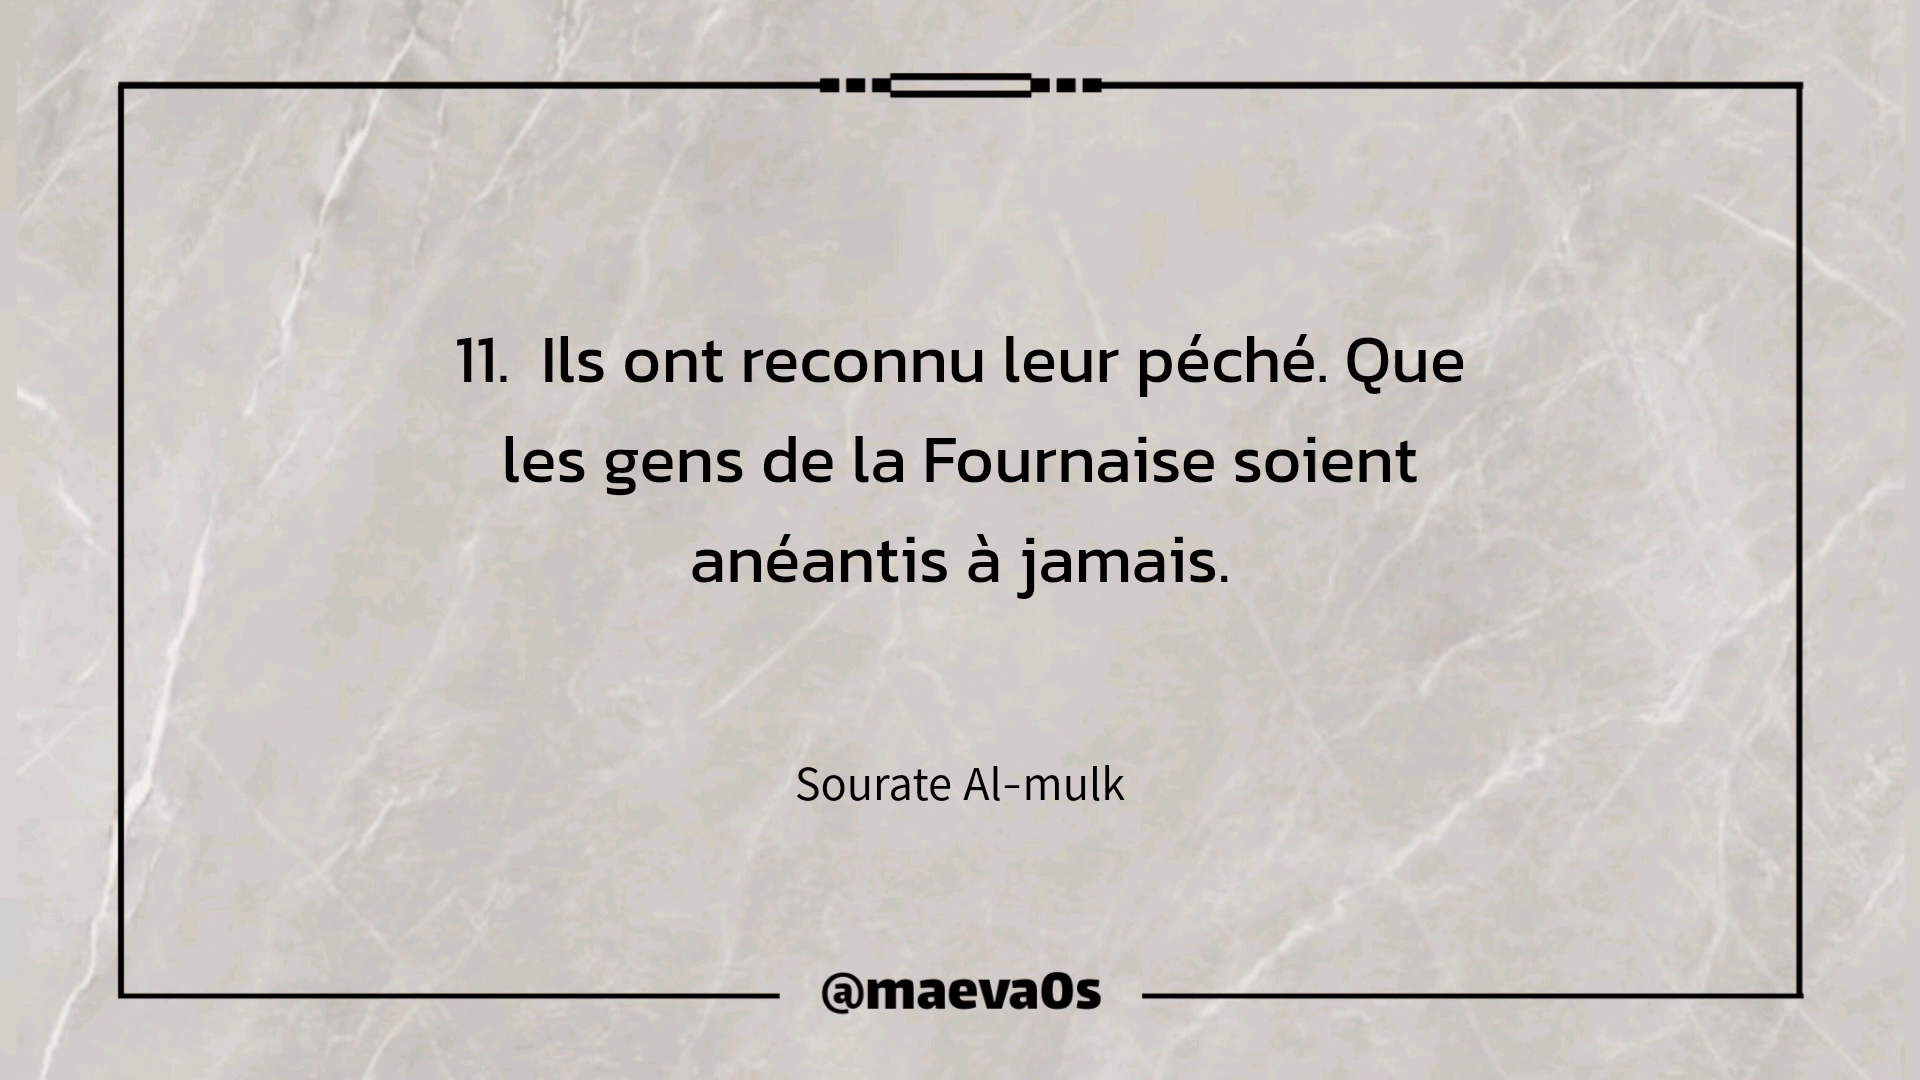 11.  Ils ont reconnu leur péché. Que
les gens de la Fournaise soient
anéantis à jamais.
Sourate Al-mulk
@maeva0s